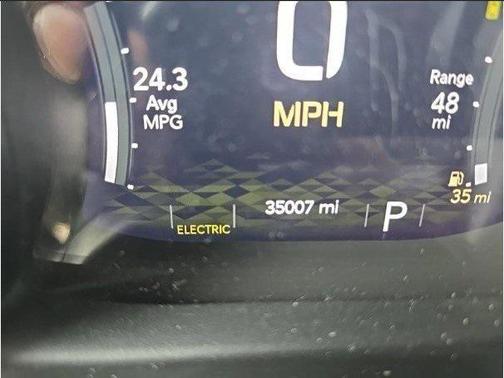 0
MPH
24.3
Avg
MPG
Range
48
mi
35 mi
ELECTRIC
35007 mi
P